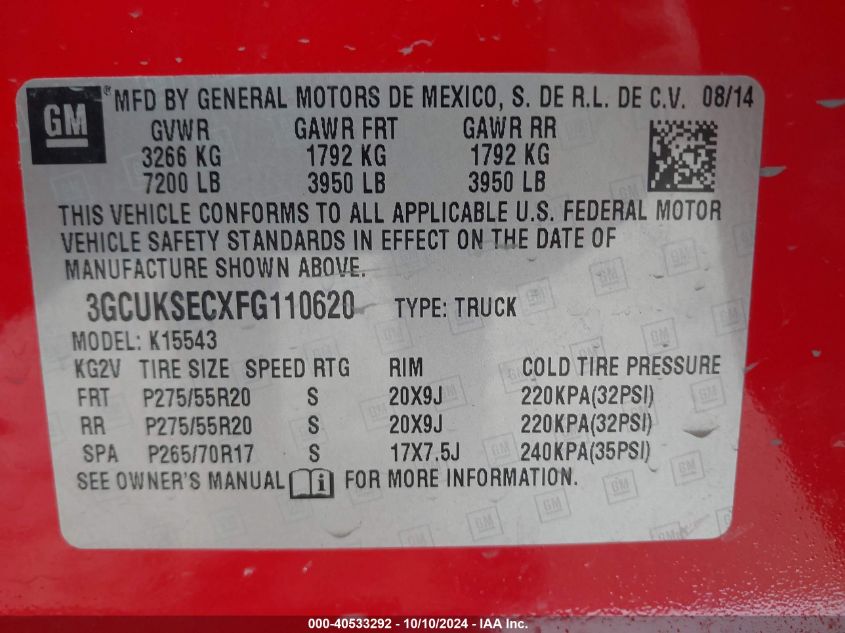 GM ® MFD BY GENERAL MOTORS DE MEXICO, S. DE R.L. DE C.V. 08/14
GVWR GAWR FRT GAWR RR
3266 KG 1792 KG 1792 KG
7200 LB 3950 LB 3950 LB
THIS VEHICLE CONFORMS TO ALL APPLICABLE U.S. FEDERAL MOTOR
VEHICLE SAFETY STANDARDS IN EFFECT ON THE DATE OF
MANUFACTURE SHOWN ABOVE.
3GCUKSECXFG110620 TYPE: TRUCK
MODEL: K15543
KG2V TIRE SIZE SPEED RTG RIM COLD TIRE PRESSURE
FRT P275/55R20 S 20X9J 220KPA(32PSI)
RR P275/55R20 S 20X9J 220KPA(32PSI)
SPA P265/70R17 S 17X7.5J 240KPA(35PSI)
SEE OWNER'S MANUAL i FOR MORE INFORMATION.
000-40533292 - 10/10/2024 - IAA Inc.